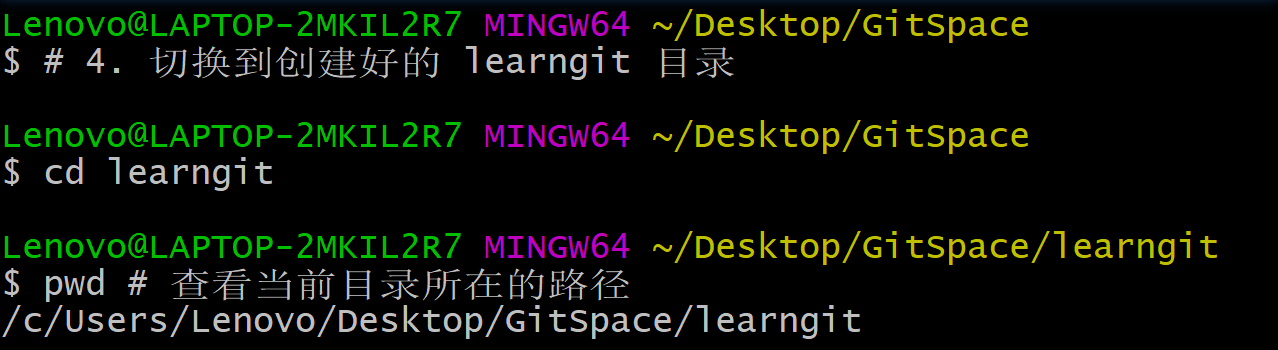 Lenovo@LAPTOP-2MKIL2R7 MINGW64 ~/Desktop/GitSpace
$ # 4. 切换到创建好的 learngit 目录
Lenovo@LAPTOP-2MKIL2R7 MINGW64 ~/Desktop/GitSpace
$ cd learngit
Lenovo@LAPTOP-2MKIL2R7 MINGW64 ~/Desktop/GitSpace/learngit
$ pwd # 查看当前目录所在的路径
/c/Users/Lenovo/Desktop/GitSpace/learngit